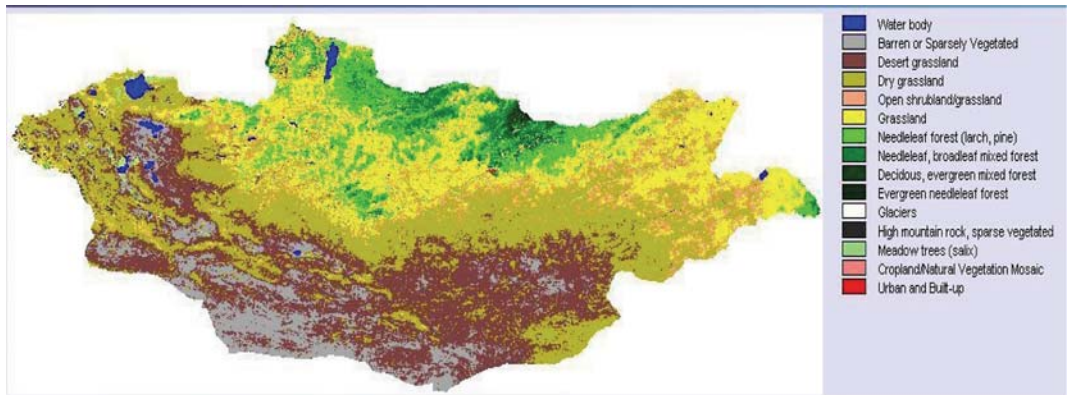 Water body
Barren or Sparsely Vegetated
Desert grassland
Dry grassland
Open shrubland/grassland
Grassland
Needleleaf forest (larch, pine)
Needleleaf, broadleaf mixed forest
Decidous, evergreen mixed forest
Evergreen needleleaf forest
Glaciers
High mountain rock, sparse vegetated
Meadow trees (salix)
Cropland/Natural Vegetation Mosaic
Urban and Built-up